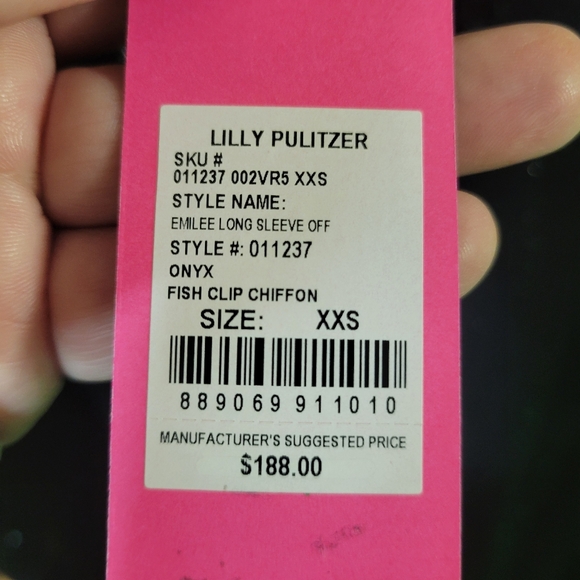 LILLY PULITZER
SKU #
011237 002VR5 XXS
STYLE NAME:
EMILEE LONG SLEEVE OFF
STYLE #: 011237
ONYX
FISH CLIP CHIFFON
SIZE: XXS
889069 911010
MANUFACTURER'S SUGGESTED PRICE
$188.00